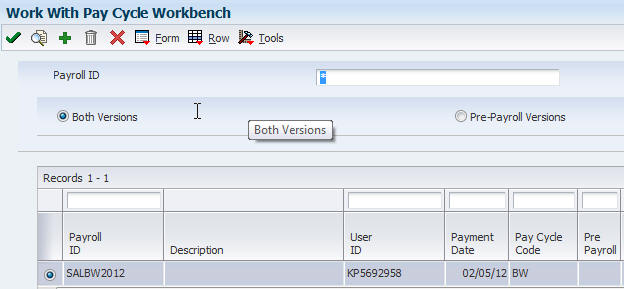 Work With Pay Cycle Workbench
Form Row Tools
Payroll ID *
Both Versions Pre-Payroll Versions
Both Versions
Records 1 - 1
Payroll ID Description User ID Payment Date Pay Cycle Code Pre Payroll
SALBW2012 KP5692958 02/05/12 BW